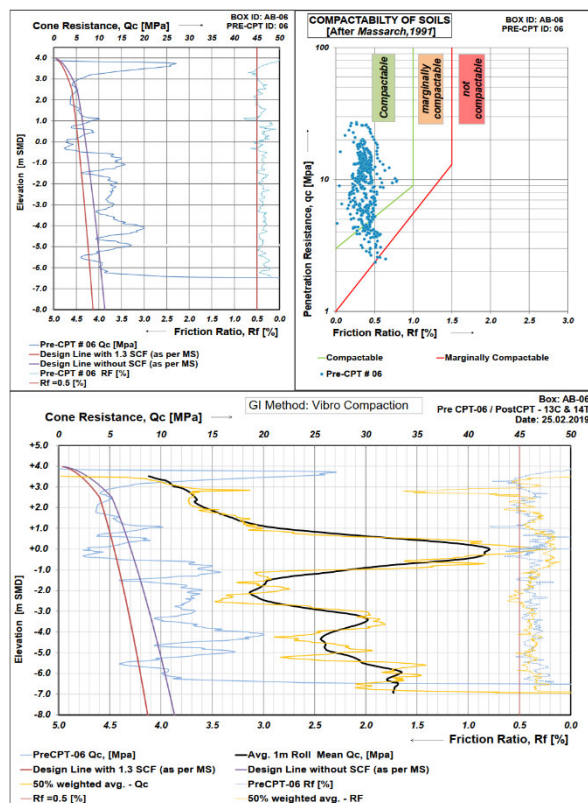 Cone Resistance, Qc [MPa]
BOX ID: AB-06
PRE-CPT ID: 06
0 5 10 15 20 25 30 35 40 45 50
4.0
3.0
2.0
1.0
0.0
-1.0
-2.0
-3.0
-4.0
-5.0
-6.0
-7.0
-8.0
Elevation [m SMD]
5.0 4.5 4.0 3.5 3.0 2.5 2.0 1.5 1.0 0.5 0.0
Friction Ratio, Rf [%]
Pre-CPT # 06 Qc [Mpa]
Design Line with 1.3 SCF (as per MS)
Design Line without SCF (as per MS)
Pre-CPT # 06 RF [%]
Rf =0.5 [%]
COMPACTABILTY OF SOILS
[After Massarch,1991]
BOX ID: AB-06
PRE-CPT ID: 06
100
10
1
Penetration Resistance, qc [Mpa]
Compactable
marginally compactable
not compactable
0.0 0.5 1.0 1.5 2.0 2.5 3.0
Friction Ratio, Rf [%]
Compactable
Marginally Compactable
Pre-CPT # 06
Cone Resistance, Qc [MPa]
GI Method: Vibro Compaction
Box: AB-06
Pre CPT-06 / PostCPT - 13C & 14T
Date: 25.02.2019
0 5 10 15 20 25 30 35 40 45 50
+5.0
+4.0
+3.0
+2.0
+1.0
+0.0
-1.0
-2.0
-3.0
-4.0
-5.0
-6.0
-7.0
-8.0
Elevation [m SMD]
5.0 4.5 4.0 3.5 3.0 2.5 2.0 1.5 1.0 0.5 0.0
Friction Ratio, Rf [%]
PreCPT-06 Qc, [Mpa]
Avg. 1m Roll Mean Qc, [Mpa]
Design Line with 1.3 SCF (as per MS)
Design Line without SCF (as per MS)
50% weighted avg. - Qc
PreCPT-06 Rf [%]
Rf =0.5 [%]
50% weighted avg. - RF